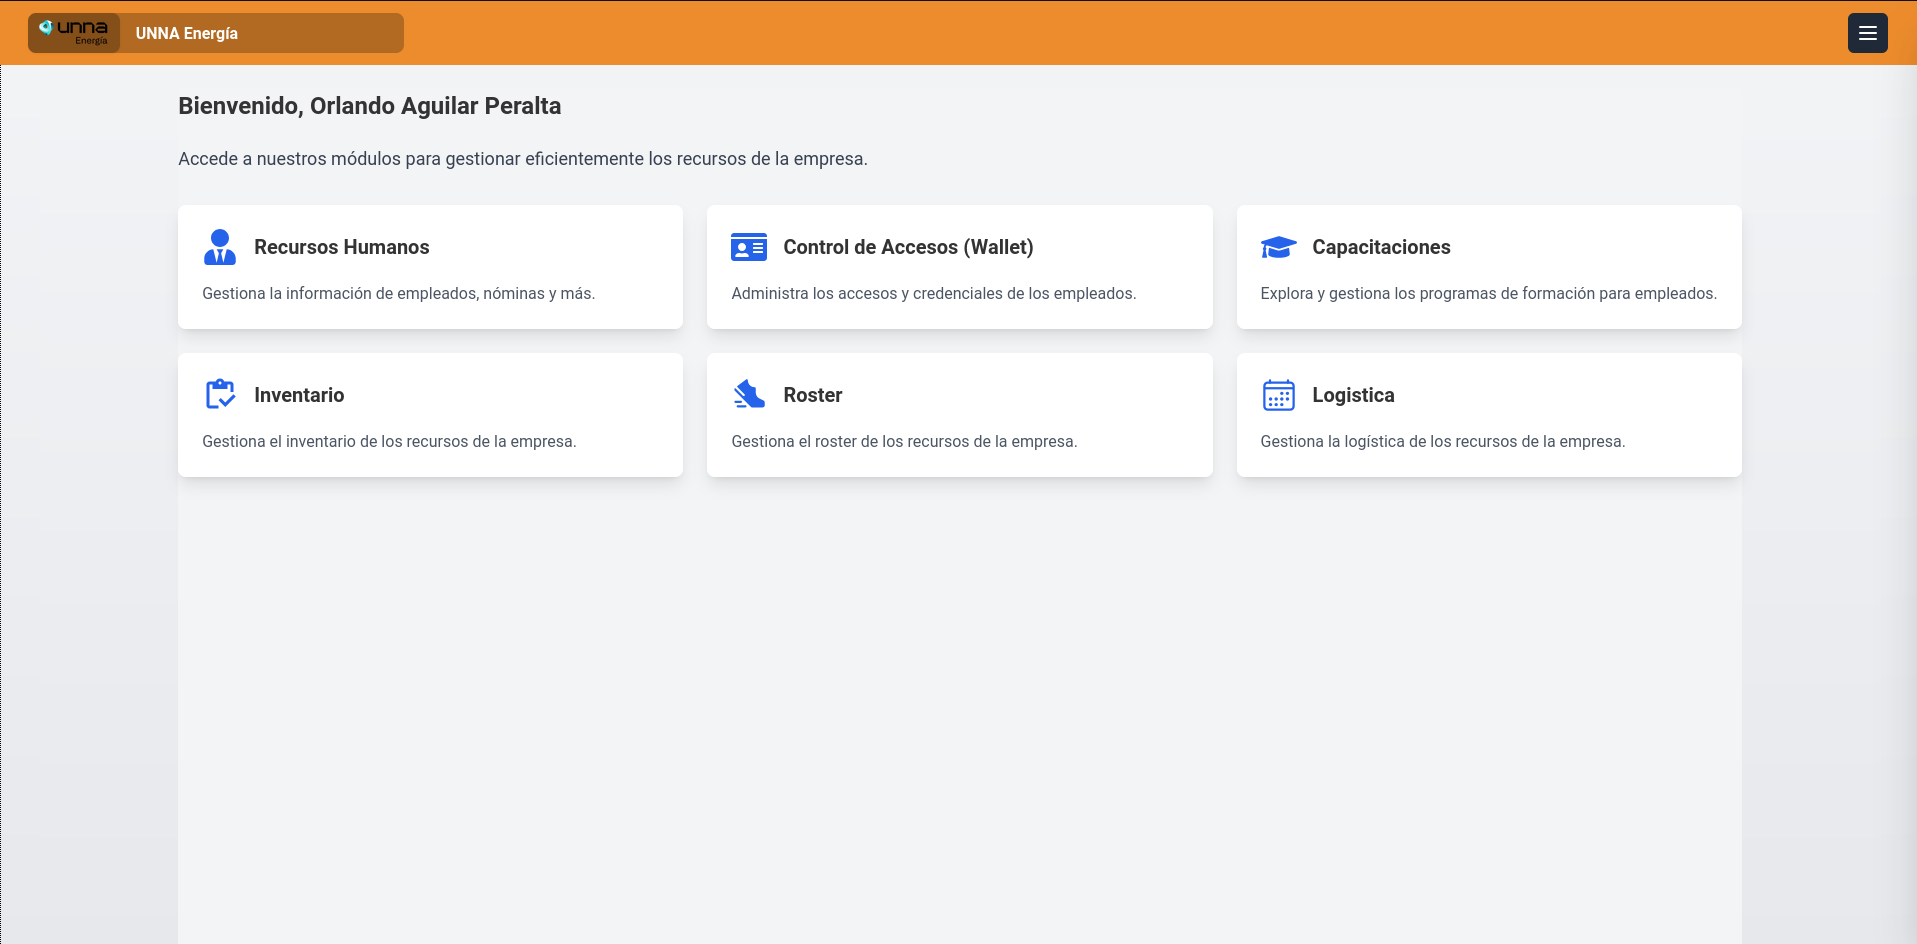 unna
Energía
UNNA Energía
Bienvenido, Orlando Aguilar Peralta
Accede a nuestros módulos para gestionar eficientemente los recursos de la empresa.
Recursos Humanos
Gestiona la información de empleados, nóminas y más.
Control de Accesos (Wallet)
Administra los accesos y credenciales de los empleados.
Capacitaciones
Explora y gestiona los programas de formación para empleados.
Inventario
Gestiona el inventario de los recursos de la empresa.
Roster
Gestiona el roster de los recursos de la empresa.
Logistica
Gestiona la logística de los recursos de la empresa.